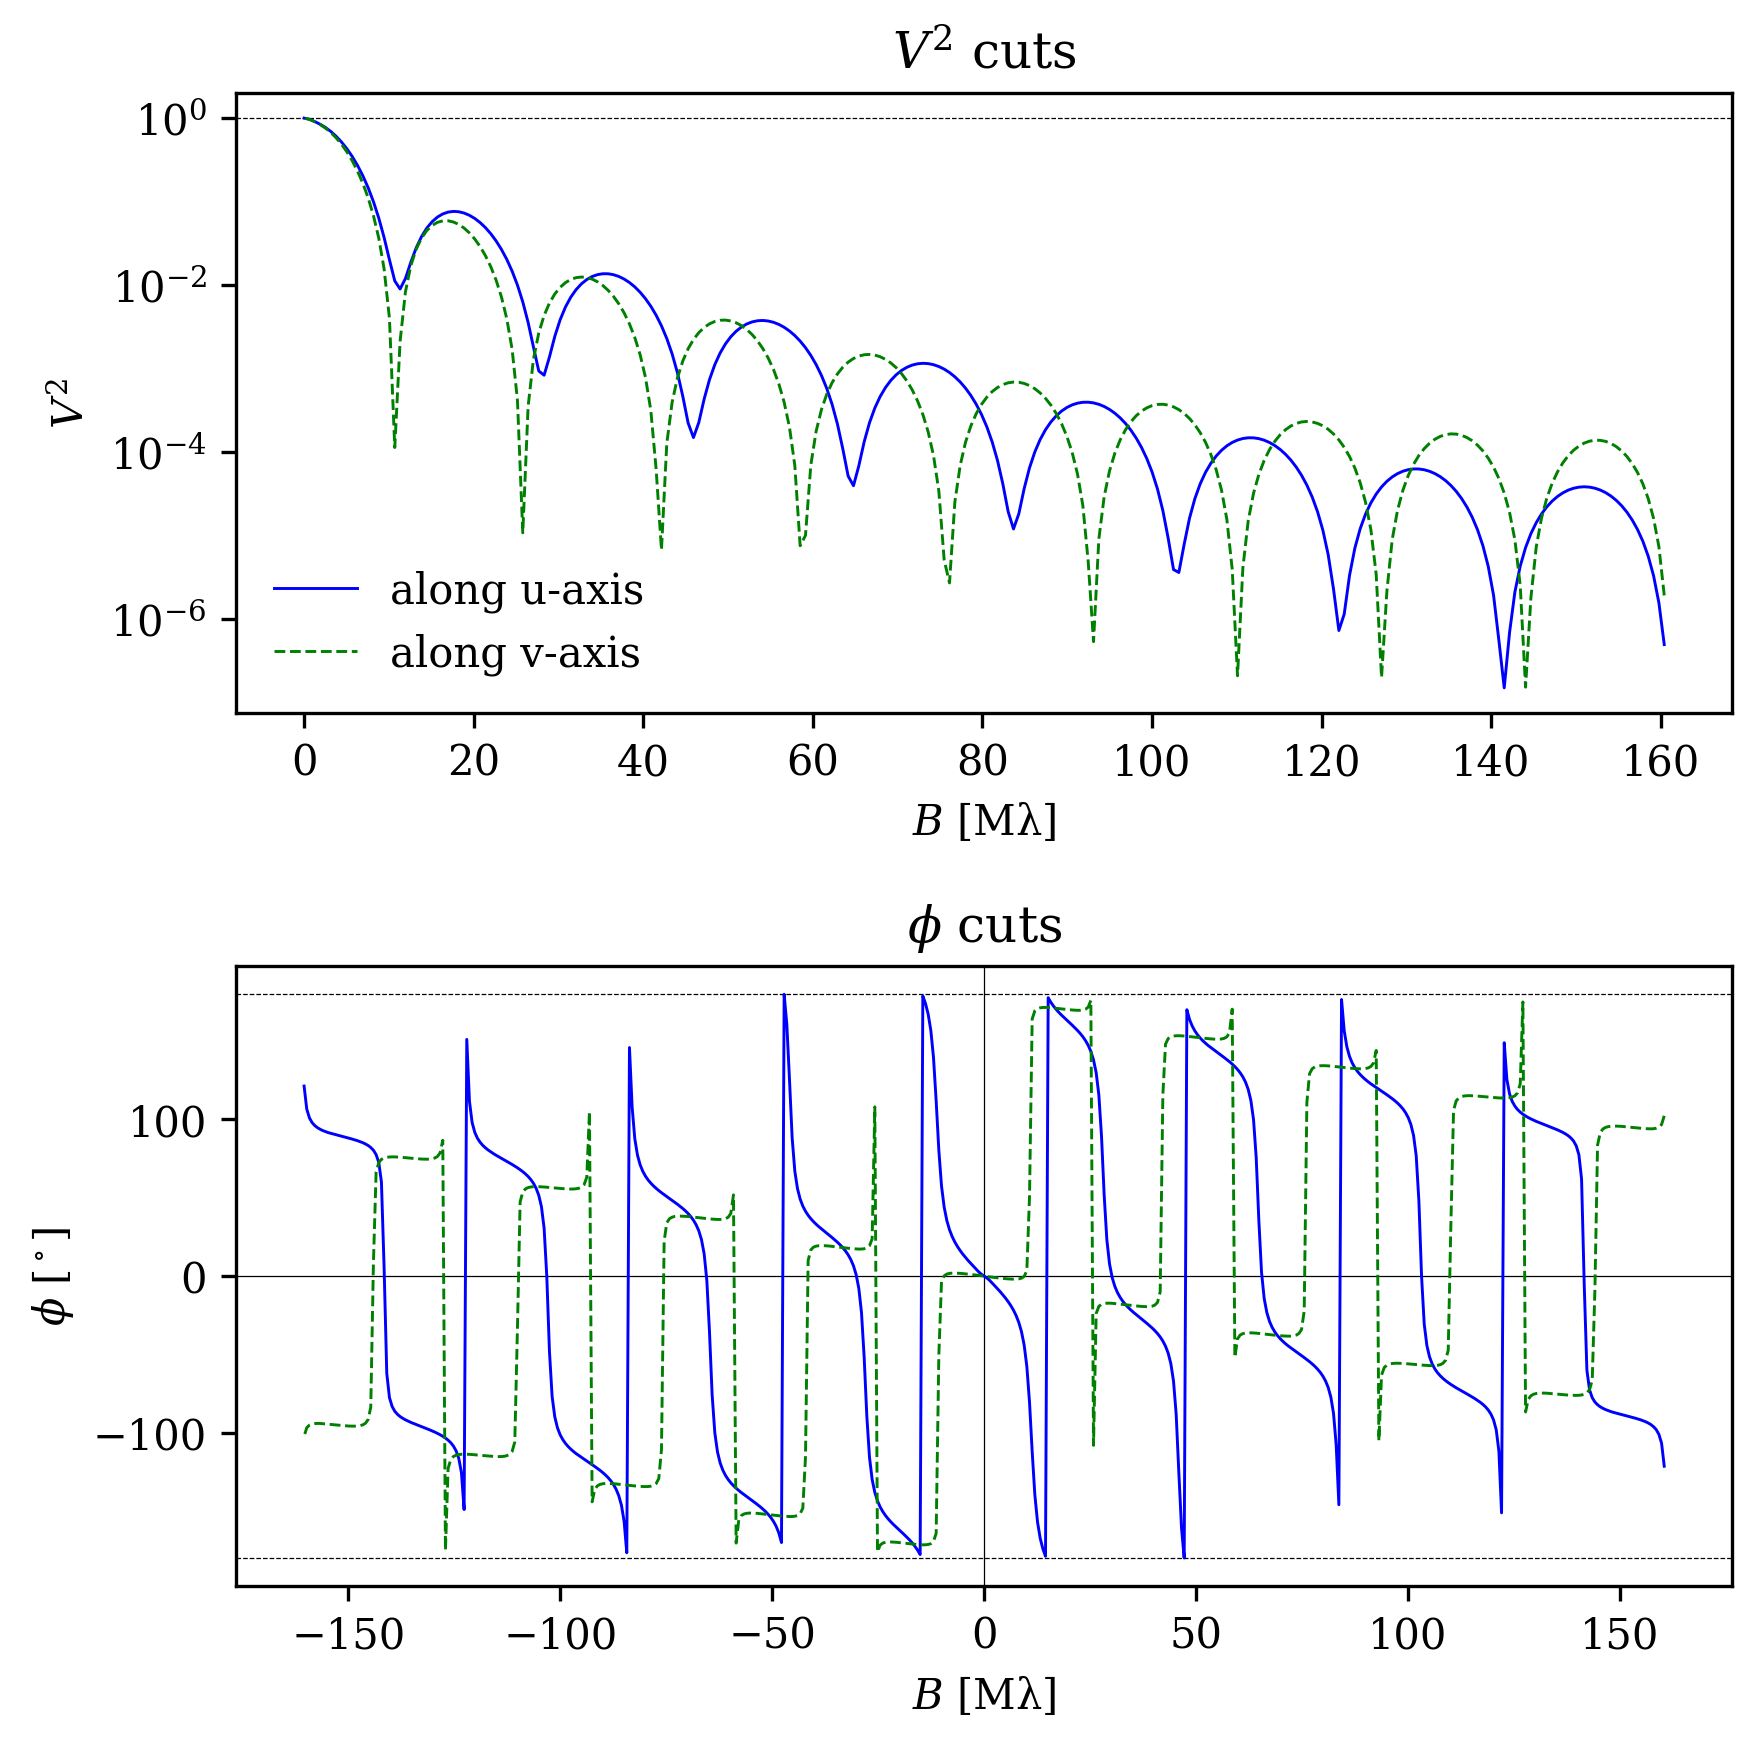 V² cuts
10⁰
10⁻²
10⁻⁴
10⁻⁶
V²
along u-axis
along v-axis
0 20 40 60 80 100 120 140 160
B [Mλ]
ϕ cuts
100
0
−100
ϕ [°]
−150 −100 −50 0 50 100 150
B [Mλ]